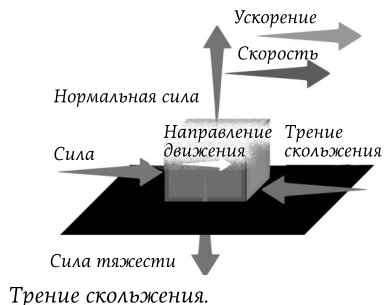 Ускорение
Скорость
Нормальная сила
Направление
движения
Трение
скольжения
Сила
Сила тяжести
Трение скольжения.